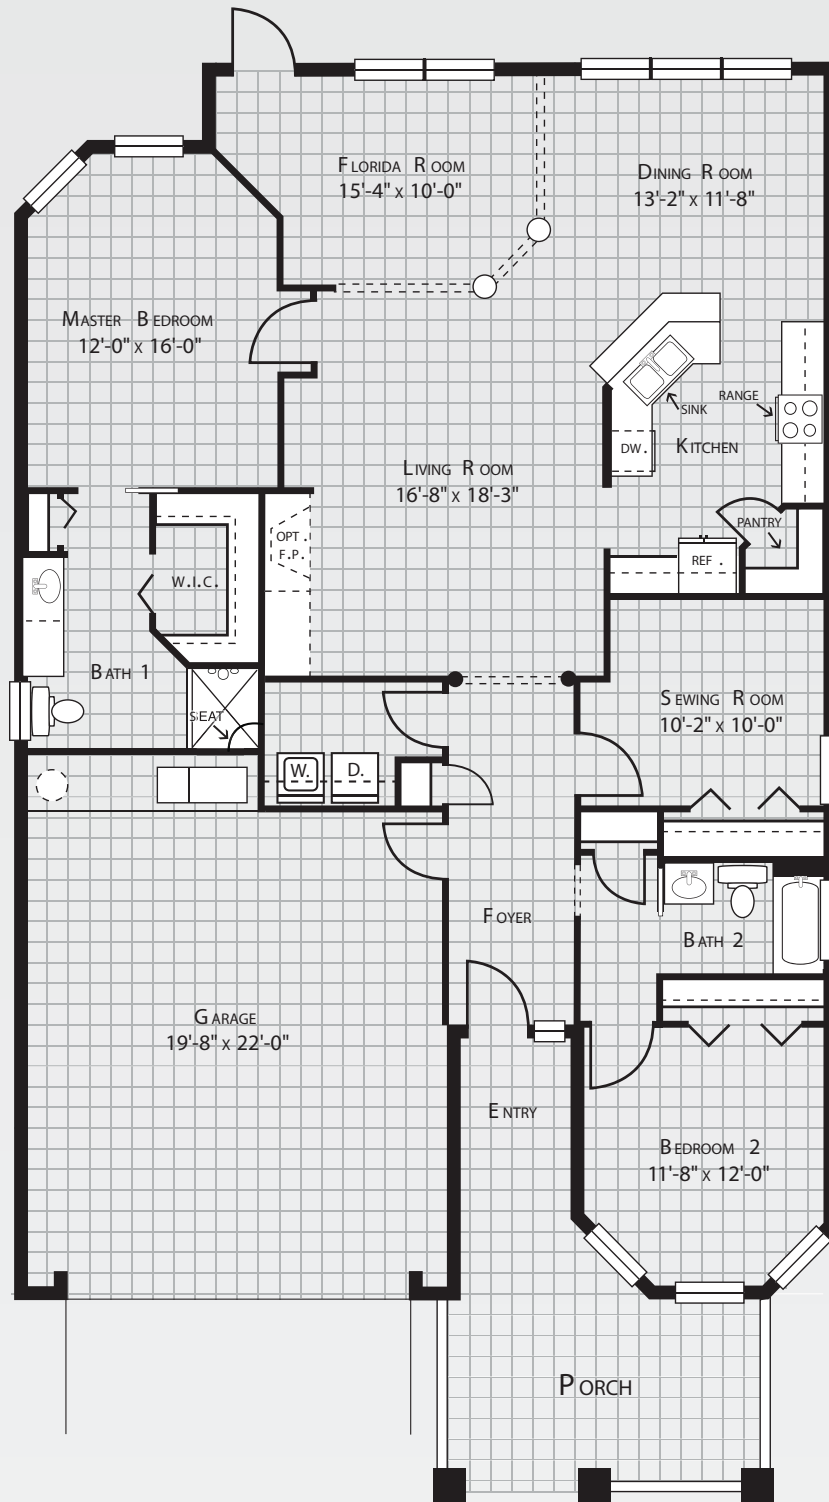 FLORIDA ROOM
15'-4" X 10'-0"
DINING ROOM
13'-2" X 11'-8"
MASTER BEDROOM
12'-0" X 16'-0"
SINK
RANGE
DW.
KITCHEN
LIVING ROOM
16'-8" X 18'-3"
OPT.
F.P.
PANTRY
REF.
W.I.C.
BATH 1
SEAT
SEWING ROOM
10'-2" X 10'-0"
W.
D.
FOYER
BATH 2
GARAGE
19'-8" X 22'-0"
ENTRY
BEDROOM 2
11'-8" X 12'-0"
PORCH